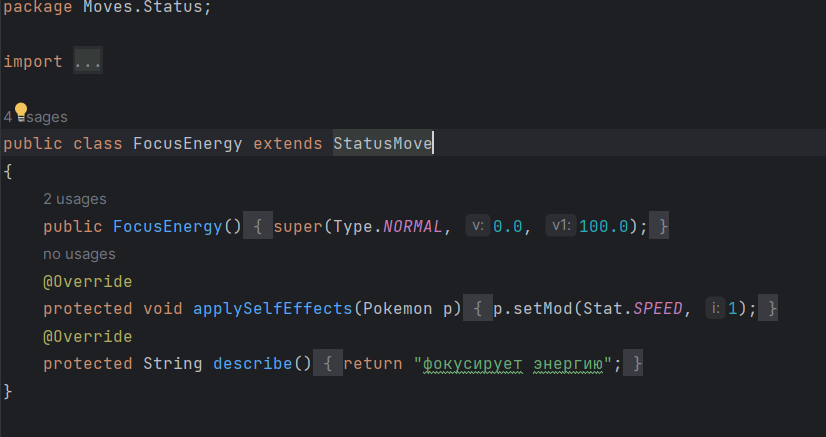 package Moves.Status;
import ...
4 usages
public class FocusEnergy extends StatusMove
{
2 usages
public FocusEnergy() { super(Type.NORMAL, v: 0.0, v1: 100.0); }
no usages
@Override
protected void applySelfEffects(Pokemon p) { p.setMod(Stat.SPEED, i: 1); }
@Override
protected String describe() { return "фокусирует энергию"; }
}